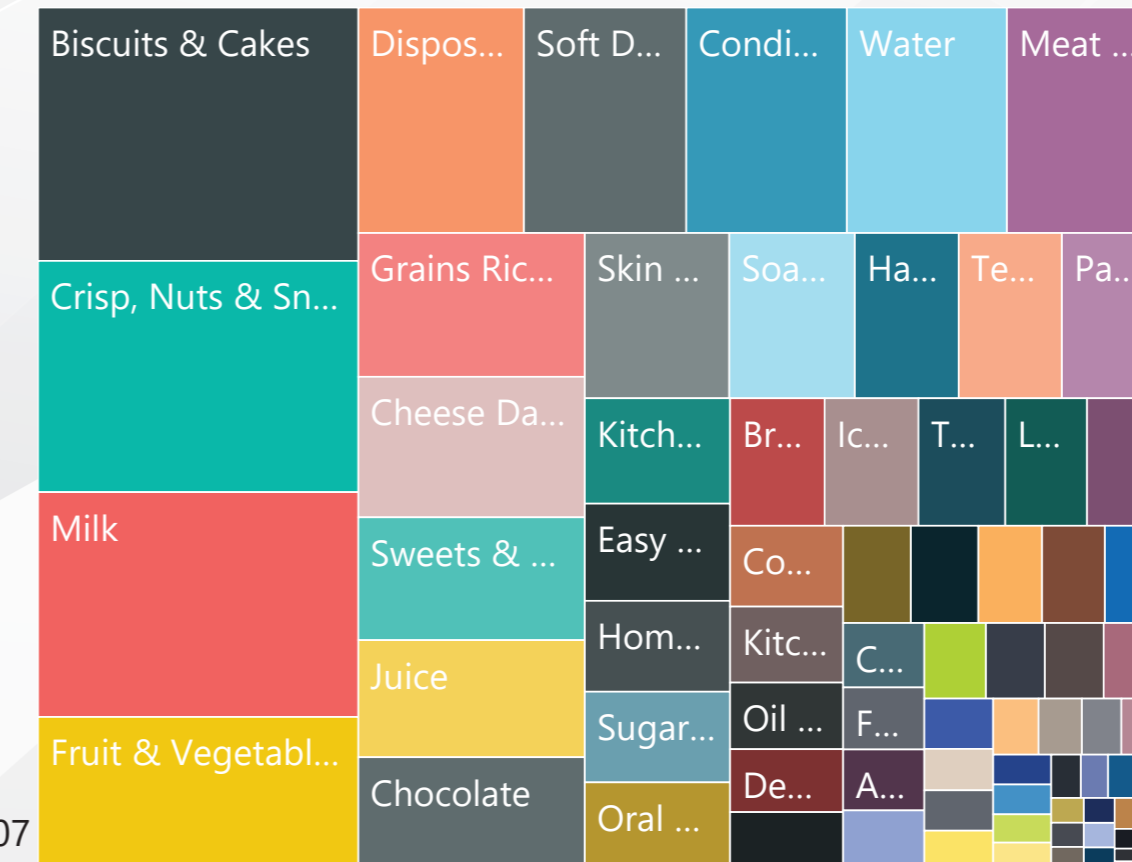 Biscuits & Cakes
Dispos...
Soft D...
Condi...
Water
Meat ...
Crisp, Nuts & Sn...
Grains Ric...
Skin ...
Soa...
Ha...
Te...
Pa...
Cheese Da...
Kitch...
Br...
Ic...
T...
L...
Milk
Sweets & ...
Easy ...
Co...
Juice
Hom...
Kitc...
C...
Fruit & Vegetabl...
Sugar...
Oil ...
F...
Chocolate
Oral ...
De...
A...
07